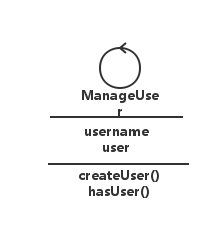 ManageUse
r
username
user
createUser()
hasUser()